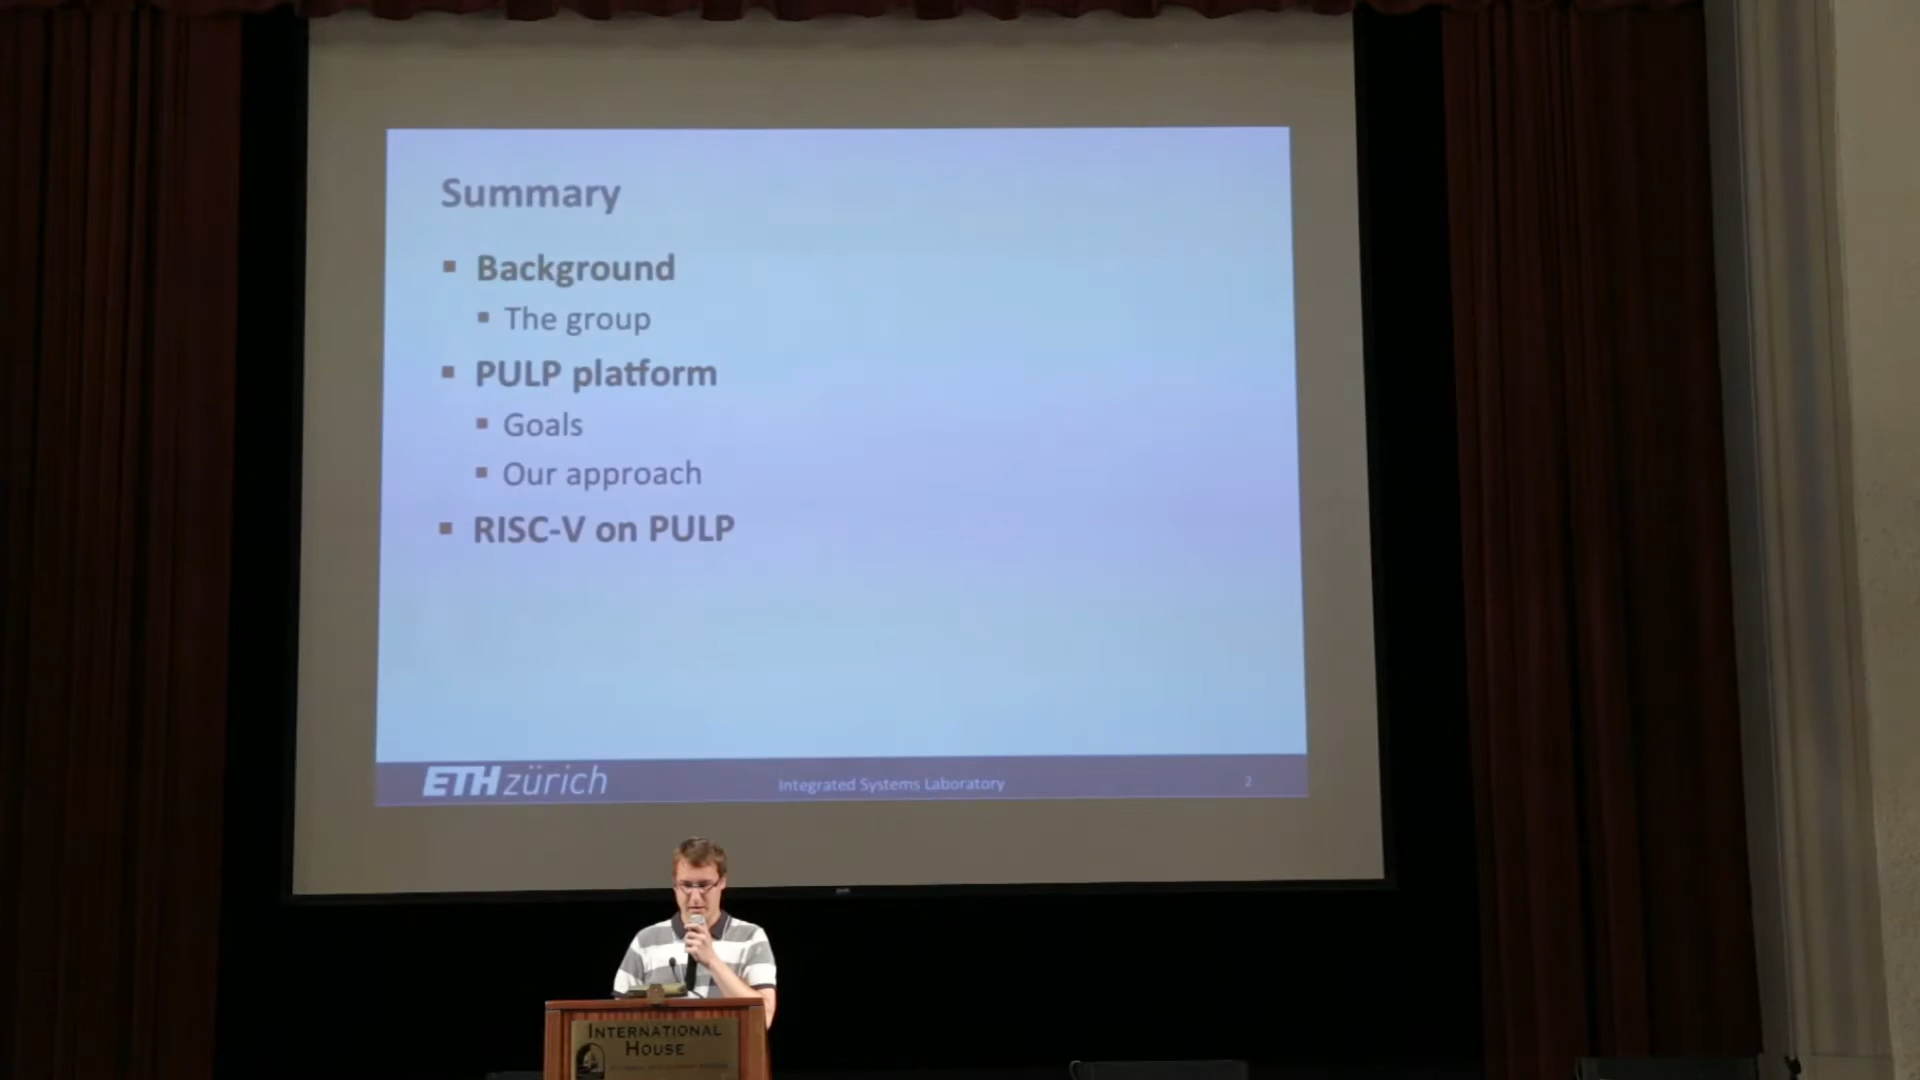 Summary
▪ Background
▪ The group
▪ PULP platform
▪ Goals
▪ Our approach
▪ RISC-V on PULP
ETH zürich
Integrated Systems Laboratory
2
INTERNATIONAL
HOUSE